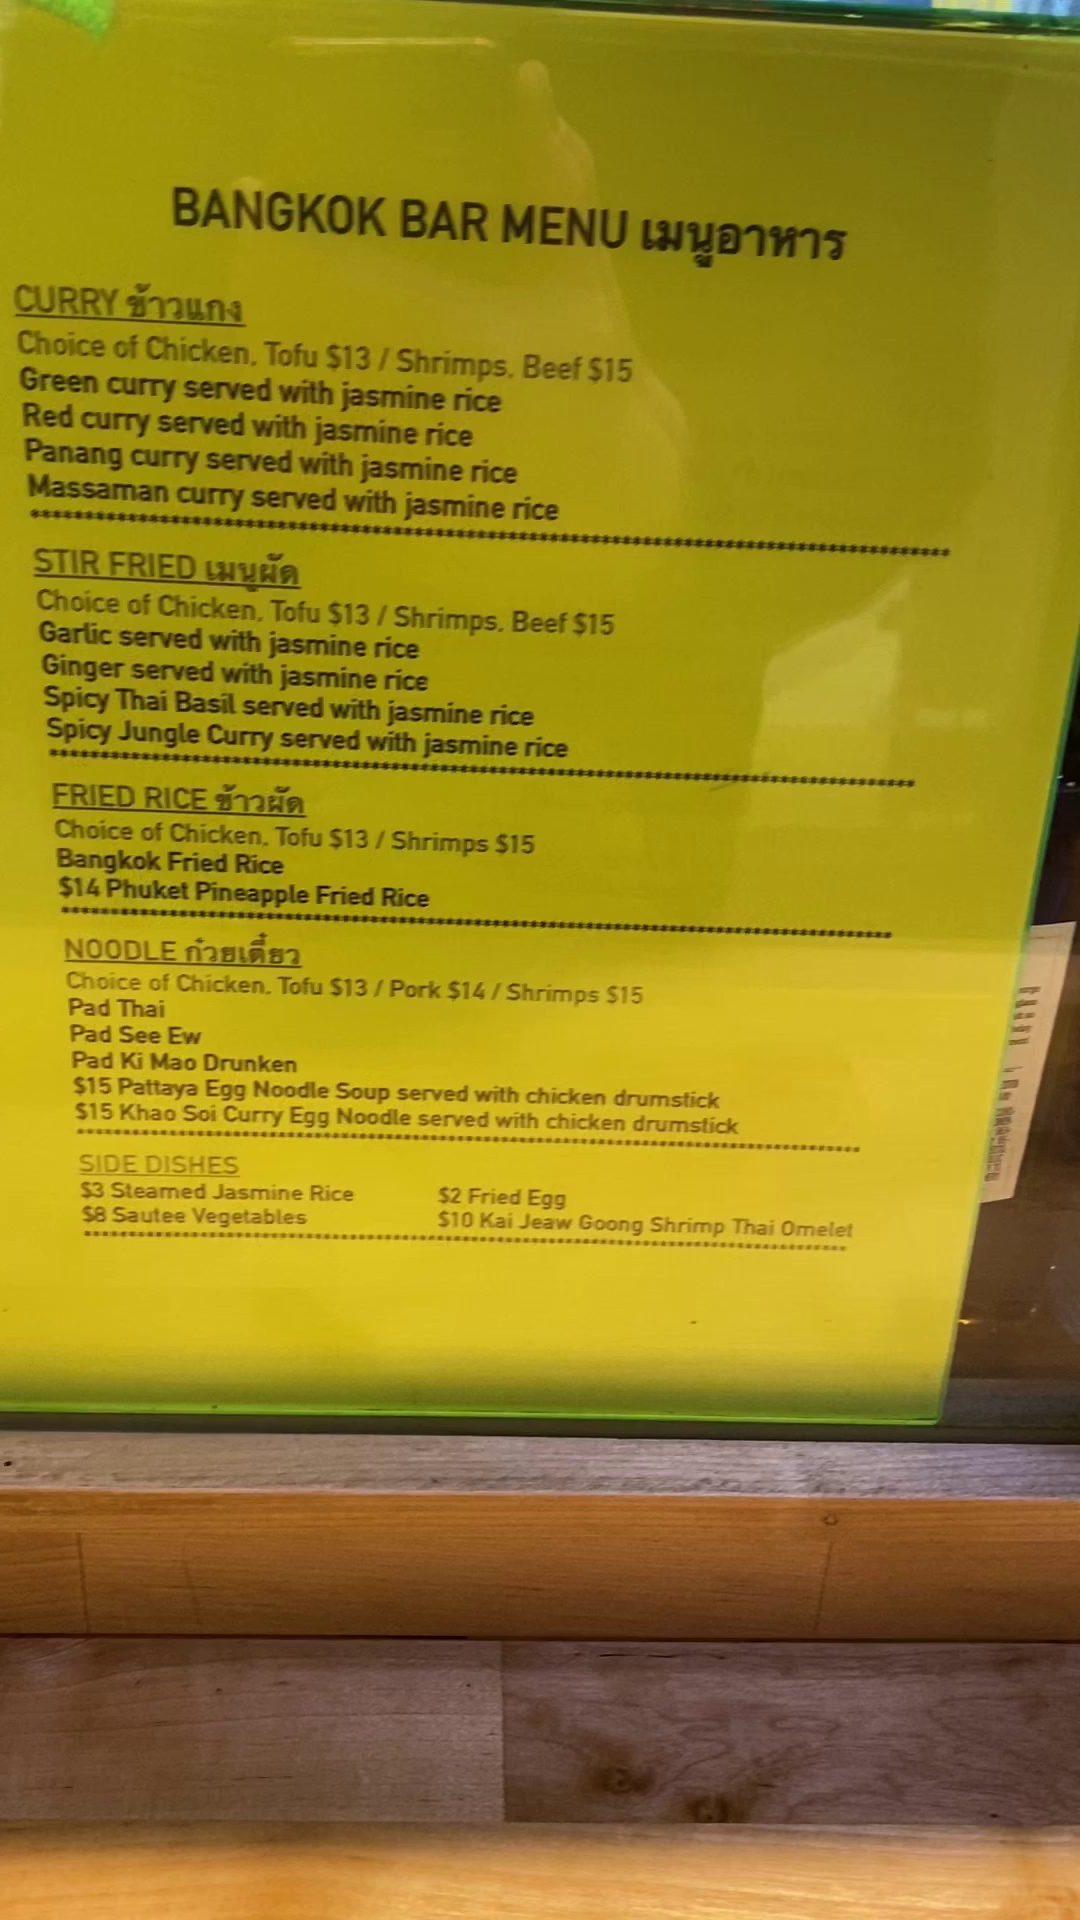 BANGKOK BAR MENU เมนูอาหาร
CURRY ข้าวแกง
Choice of Chicken, Tofu $13 / Shrimps, Beef $15
Green curry served with jasmine rice
Red curry served with jasmine rice
Panang curry served with jasmine rice
Massaman curry served with jasmine rice
STIR FRIED เมนูผัด
Choice of Chicken, Tofu $13 / Shrimps, Beef $15
Garlic served with jasmine rice
Ginger served with jasmine rice
Spicy Thai Basil served with jasmine rice
Spicy Jungle Curry served with jasmine rice
FRIED RICE ข้าวผัด
Choice of Chicken, Tofu $13 / Shrimps $15
Bangkok Fried Rice
$14 Phuket Pineapple Fried Rice
NOODLE ก๋วยเตี๋ยว
Choice of Chicken, Tofu $13 / Pork $14 / Shrimps $15
Pad Thai
Pad See Ew
Pad Ki Mao Drunken
$15 Pattaya Egg Noodle Soup served with chicken drumstick
$15 Khao Soi Curry Egg Noodle served with chicken drumstick
SIDE DISHES
$3 Steamed Jasmine Rice $2 Fried Egg
$8 Sautee Vegetables $10 Kai Jeaw Goong Shrimp Thai Omelet